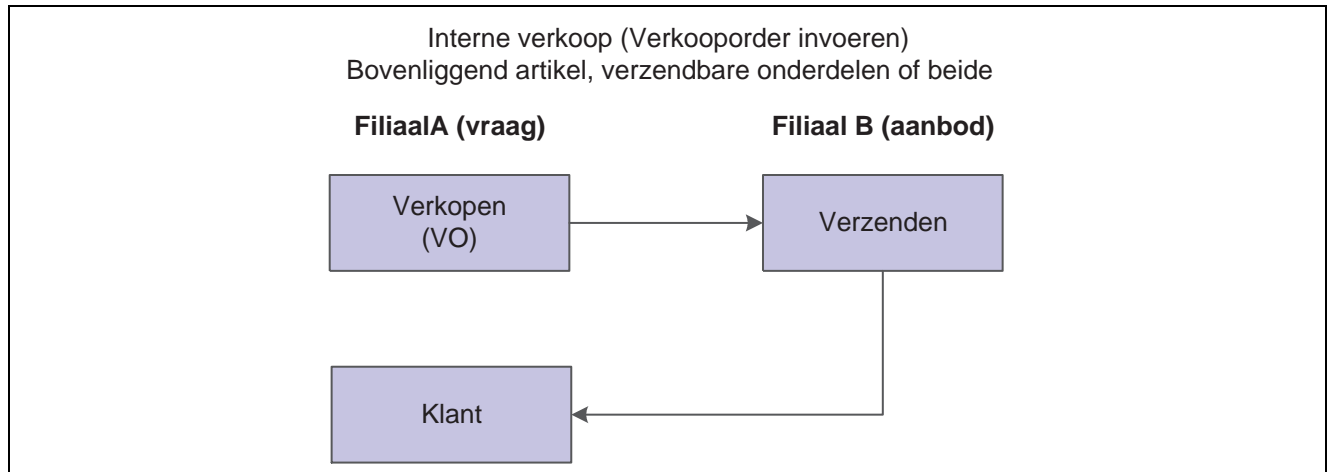 Interne verkoop (Verkooporder invoeren)
Bovenliggend artikel, verzendbare onderdelen of beide
FiliaalA (vraag) Filiaal B (aanbod)
Verkopen
(VO)
Verzenden
Klant